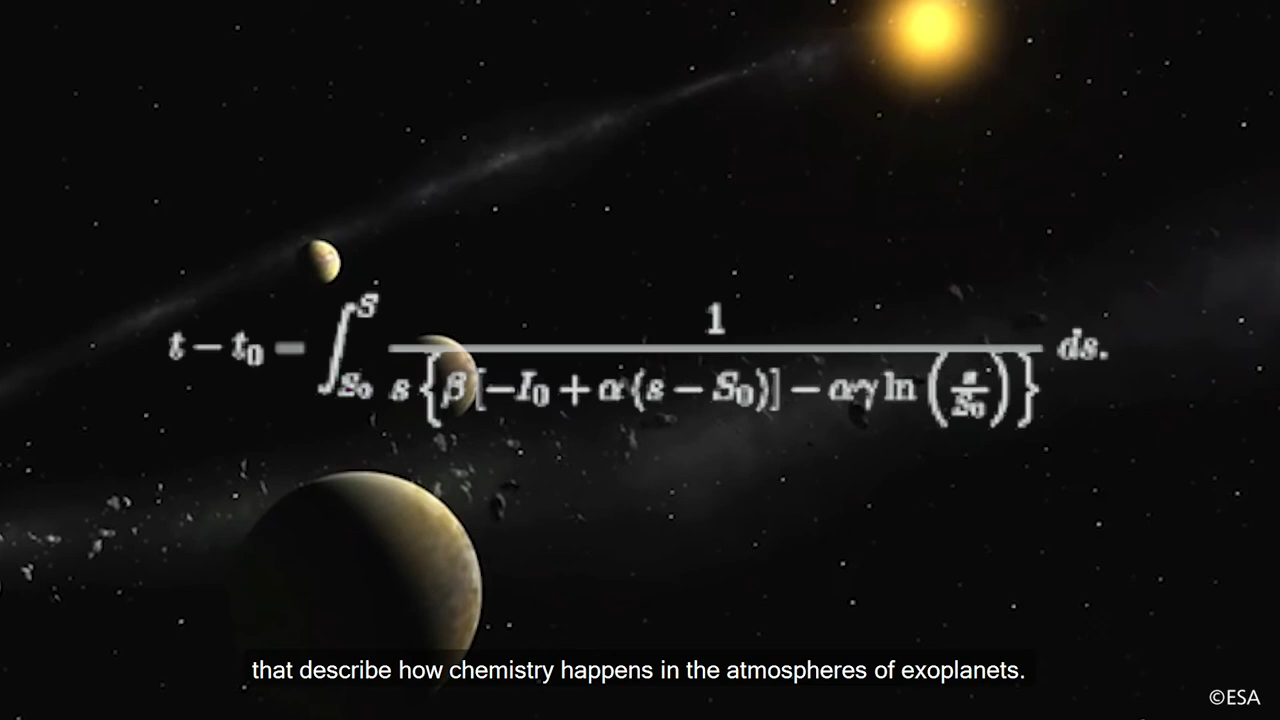 t − t₀ = ∫_{S₀}^{S} 1 / (s {β [−I₀ + α (s − S₀)] − αγ ln (s/S₀)}) ds.
that describe how chemistry happens in the atmospheres of exoplanets.
©ESA